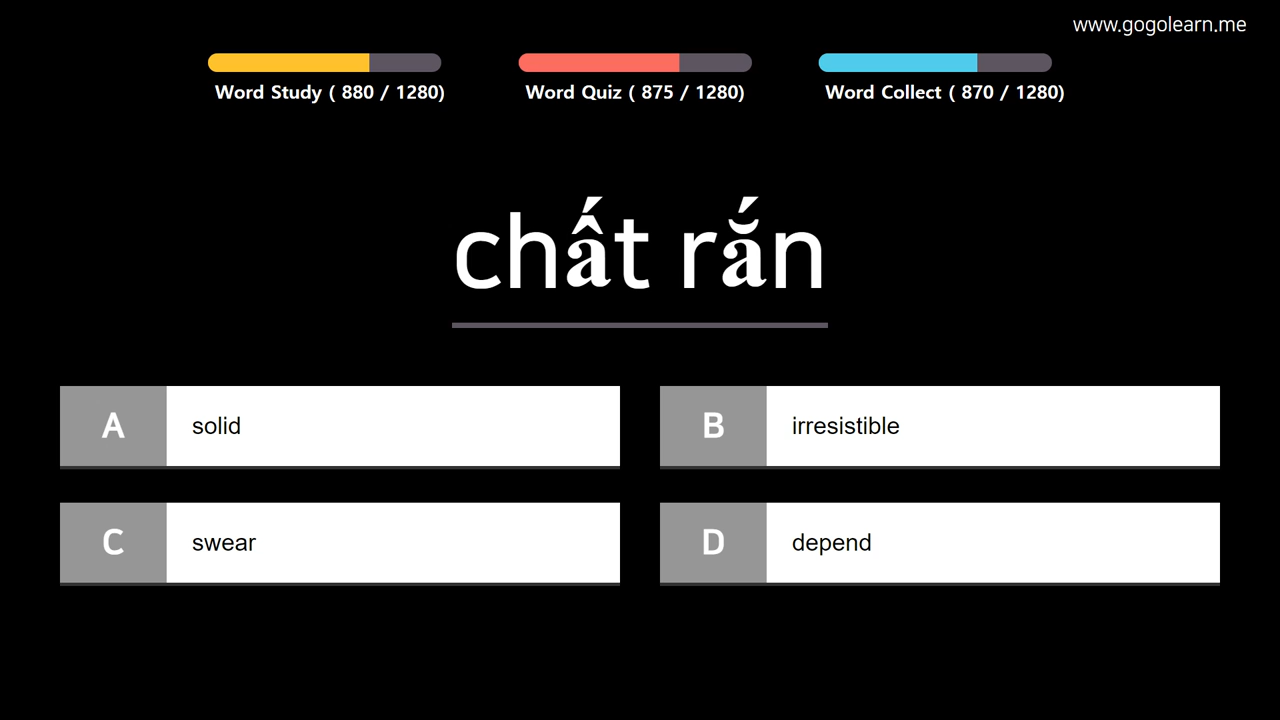 www.gogolearn.me
Word Study ( 880 / 1280)
Word Quiz ( 875 / 1280)
Word Collect ( 870 / 1280)
chất rắn
A solid
B irresistible
C swear
D depend